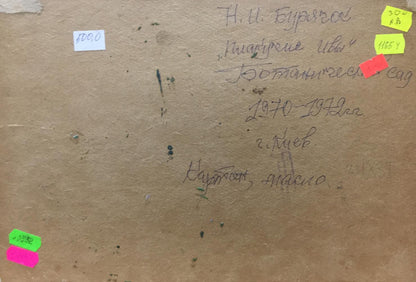 Н.И. Бурячок
"Плакучие Ивы"
Ботанический сад
1970-1972гг
г. Киев
Картон, масло